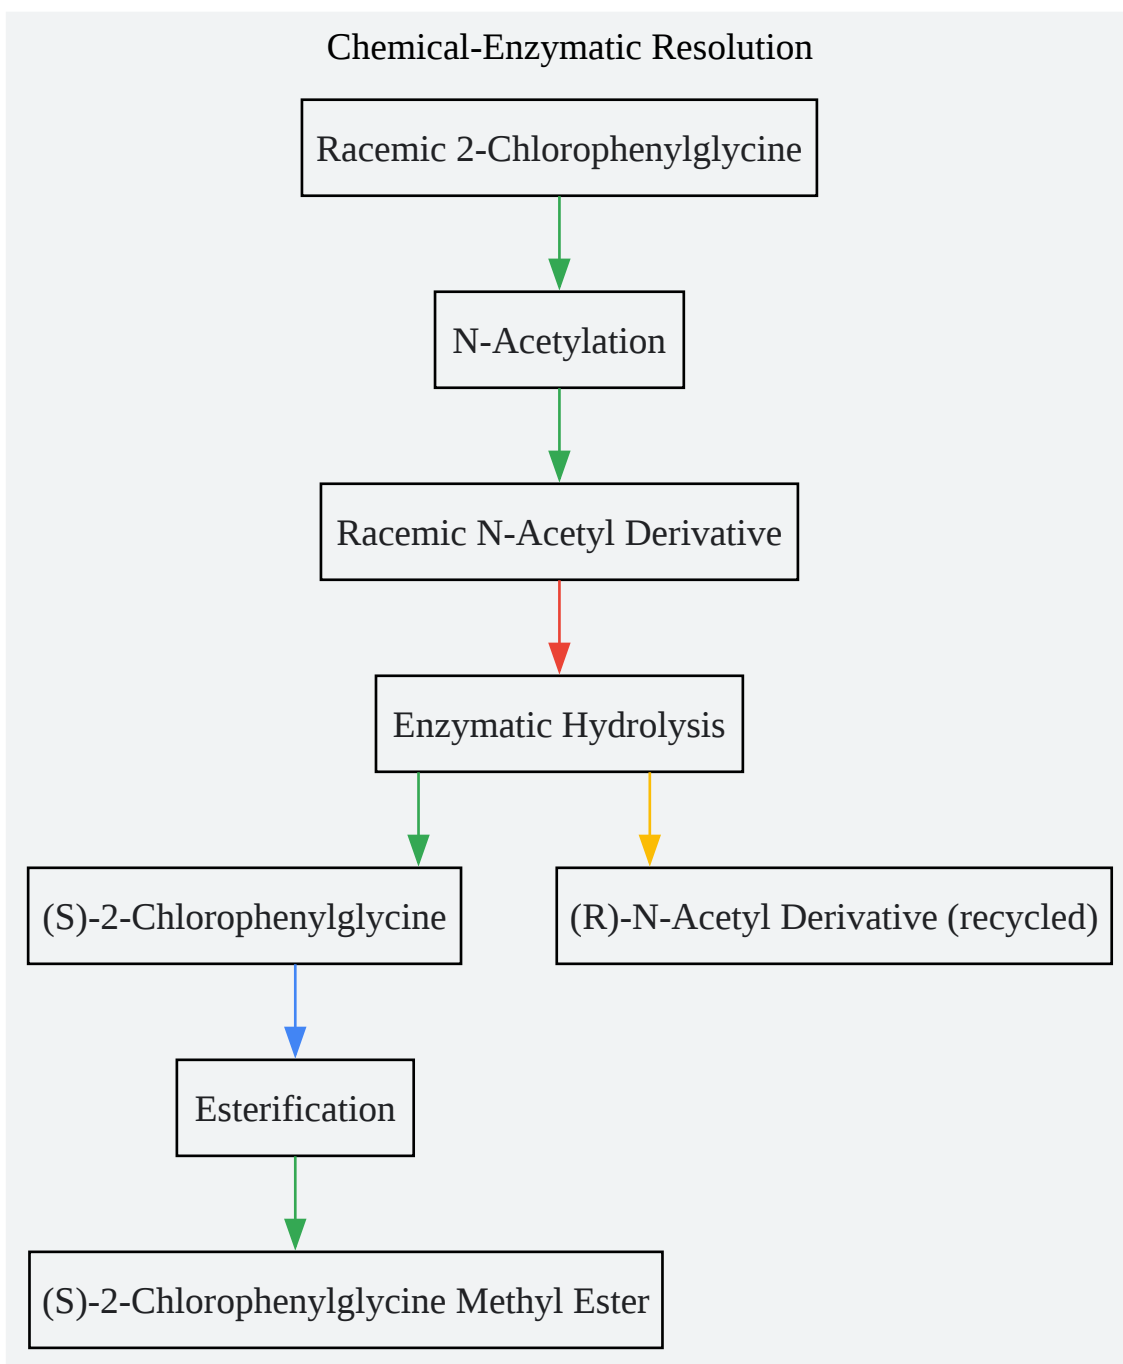 Chemical-Enzymatic Resolution
Racemic 2-Chlorophenylglycine
N-Acetylation
Racemic N-Acetyl Derivative
Enzymatic Hydrolysis
(S)-2-Chlorophenylglycine
(R)-N-Acetyl Derivative (recycled)
Esterification
(S)-2-Chlorophenylglycine Methyl Ester